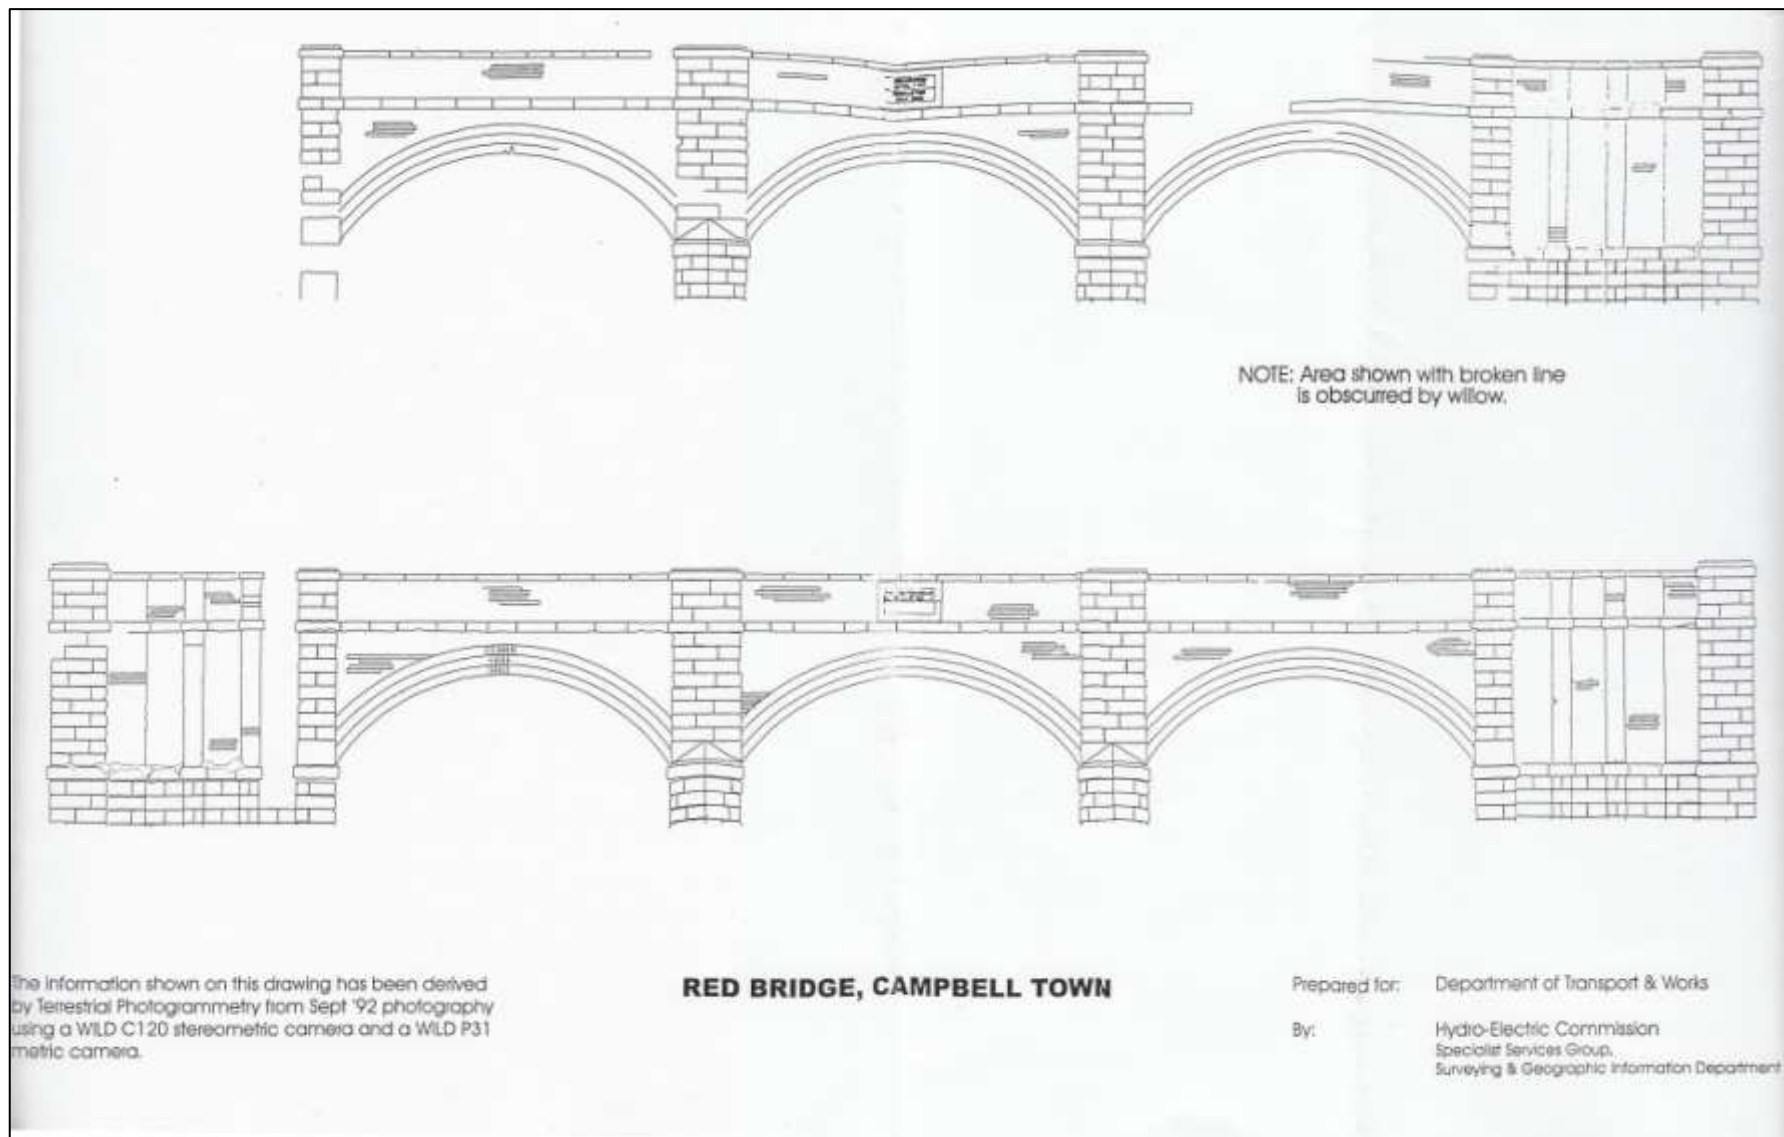 NOTE: Area shown with broken line
is obscurred by willow.
The information shown on this drawing has been derived
by Terrestrial Photogrammetry from Sept '92 photography
using a WILD C120 stereometric camera and a WILD P31
metric camera.
RED BRIDGE, CAMPBELL TOWN
Prepared for: Department of Transport & Works
By: Hydro-Electric Commission
Specialist Services Group,
Surveying & Geographic Information Department